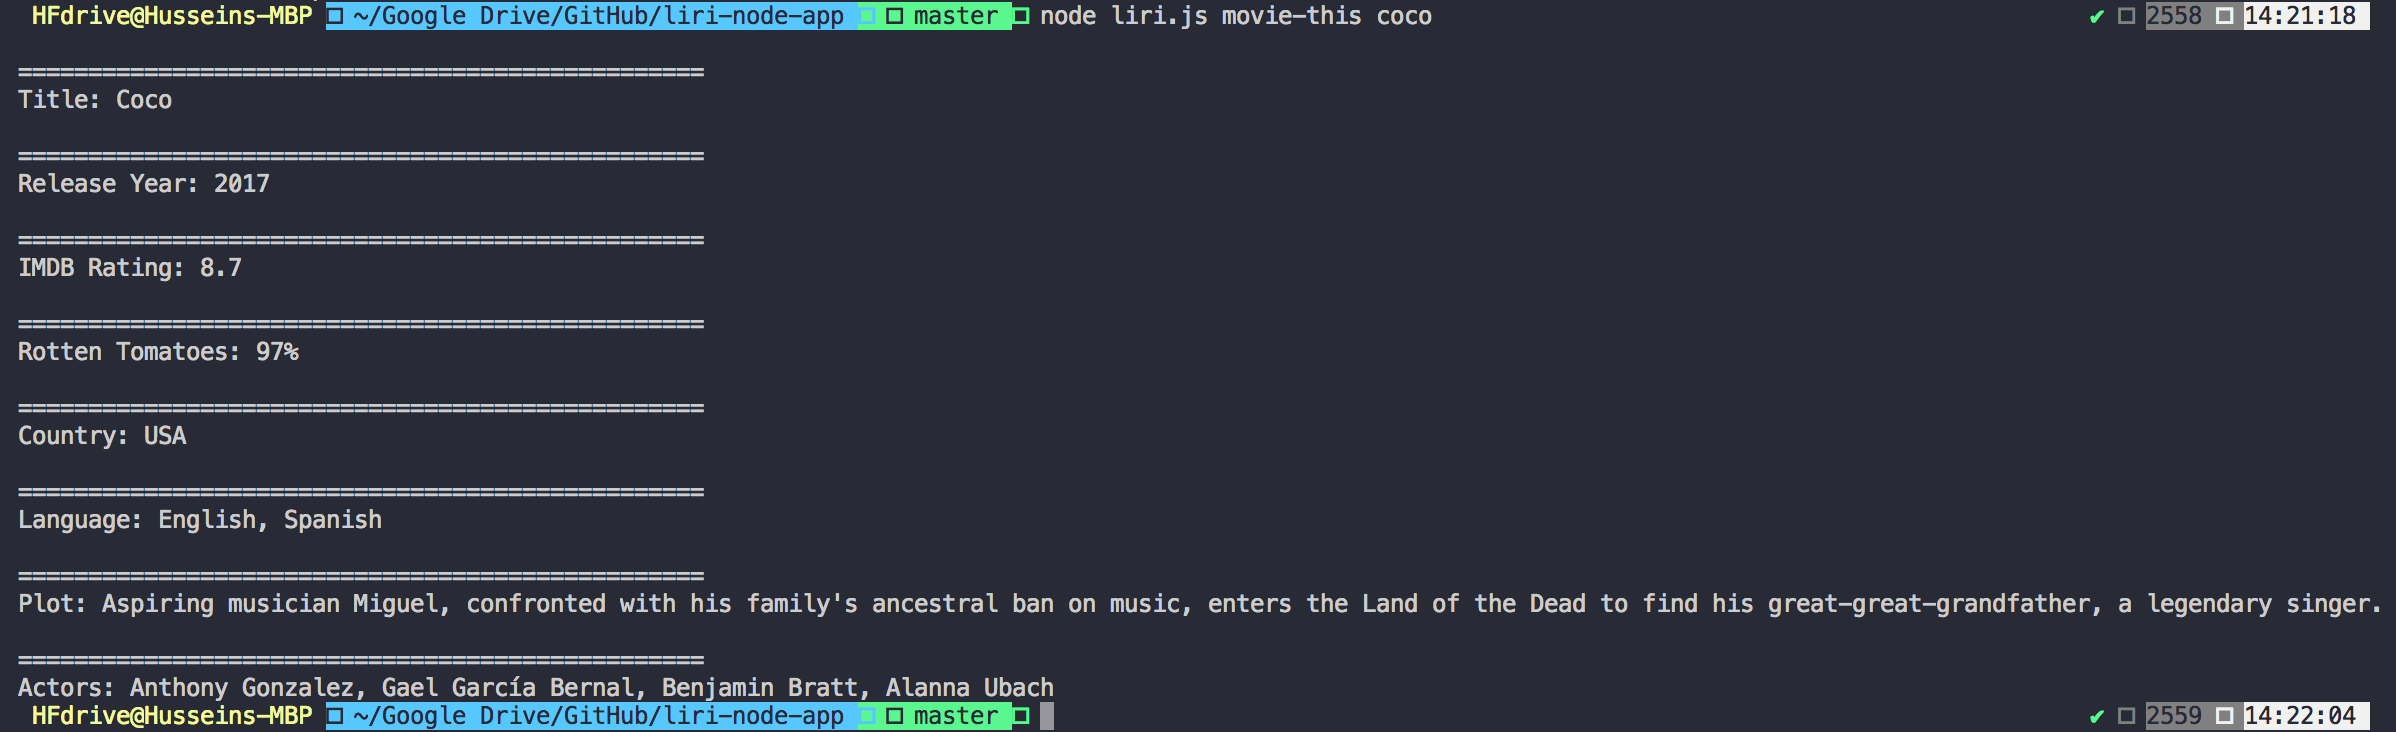 HFdrive@Husseins-MBP ~/Google Drive/GitHub/liri-node-app master node liri.js movie-this coco ✔ 2558 14:21:18
=================================================
Title: Coco
=================================================
Release Year: 2017
=================================================
IMDB Rating: 8.7
=================================================
Rotten Tomatoes: 97%
=================================================
Country: USA
=================================================
Language: English, Spanish
=================================================
Plot: Aspiring musician Miguel, confronted with his family's ancestral ban on music, enters the Land of the Dead to find his great-great-grandfather, a legendary singer.
=================================================
Actors: Anthony Gonzalez, Gael García Bernal, Benjamin Bratt, Alanna Ubach
HFdrive@Husseins-MBP ~/Google Drive/GitHub/liri-node-app master ✔ 2559 14:22:04